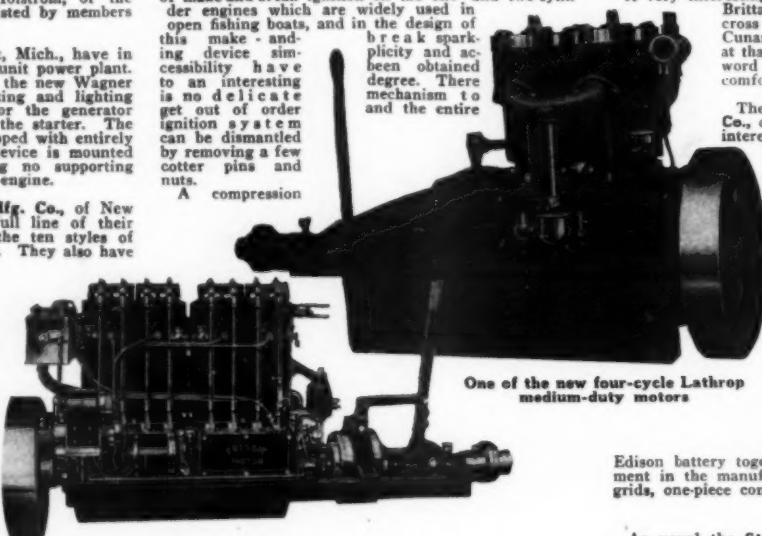 sisted by members
, Mich., have in
unit power plant.
the new Wagner
ting and lighting
or the generator
the starter. The
pped with entirely
evice is mounted
g no supporting
engine.
Mfg. Co., of New
ull line of their
the ten styles of
. They also have
der engines which are widely used in
open fishing boats, and in the design of
this make - and- break spark-
ing device sim- plicity and ac-
cessibility have been obtained
to an interesting degree. There
is no delicate mechanism to
get out of order and the entire
ignition system
can be dismantled
by removing a few
cotter pins and
nuts.
A compression
One of the new four-cycle Lathrop
medium-duty motors
Britta
cross
Cunar
at tha
word
comfo
The
Co., o
intere
Edison battery toge
ment in the manuf
grids, one-piece con